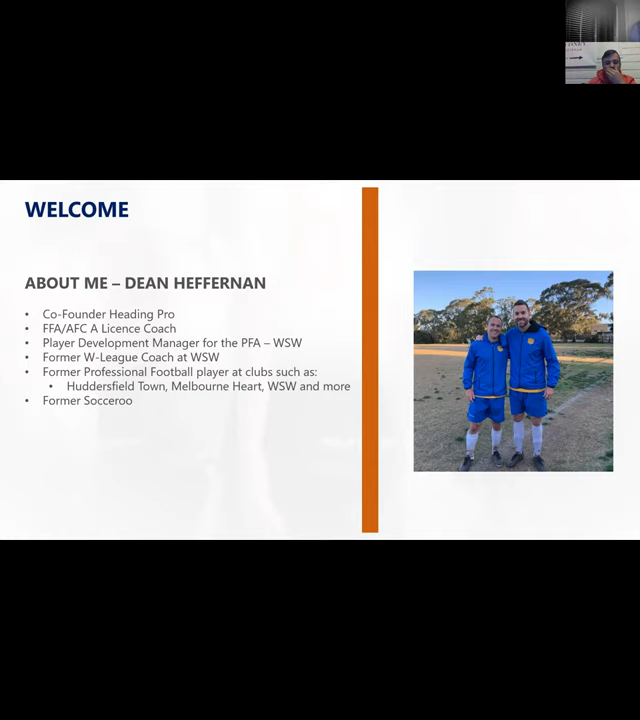 WELCOME
ABOUT ME – DEAN HEFFERNAN
• Co-Founder Heading Pro
• FFA/AFC A Licence Coach
• Player Development Manager for the PFA – WSW
• Former W-League Coach at WSW
• Former Professional Football player at clubs such as:
• Huddersfield Town, Melbourne Heart, WSW and more
• Former Socceroo